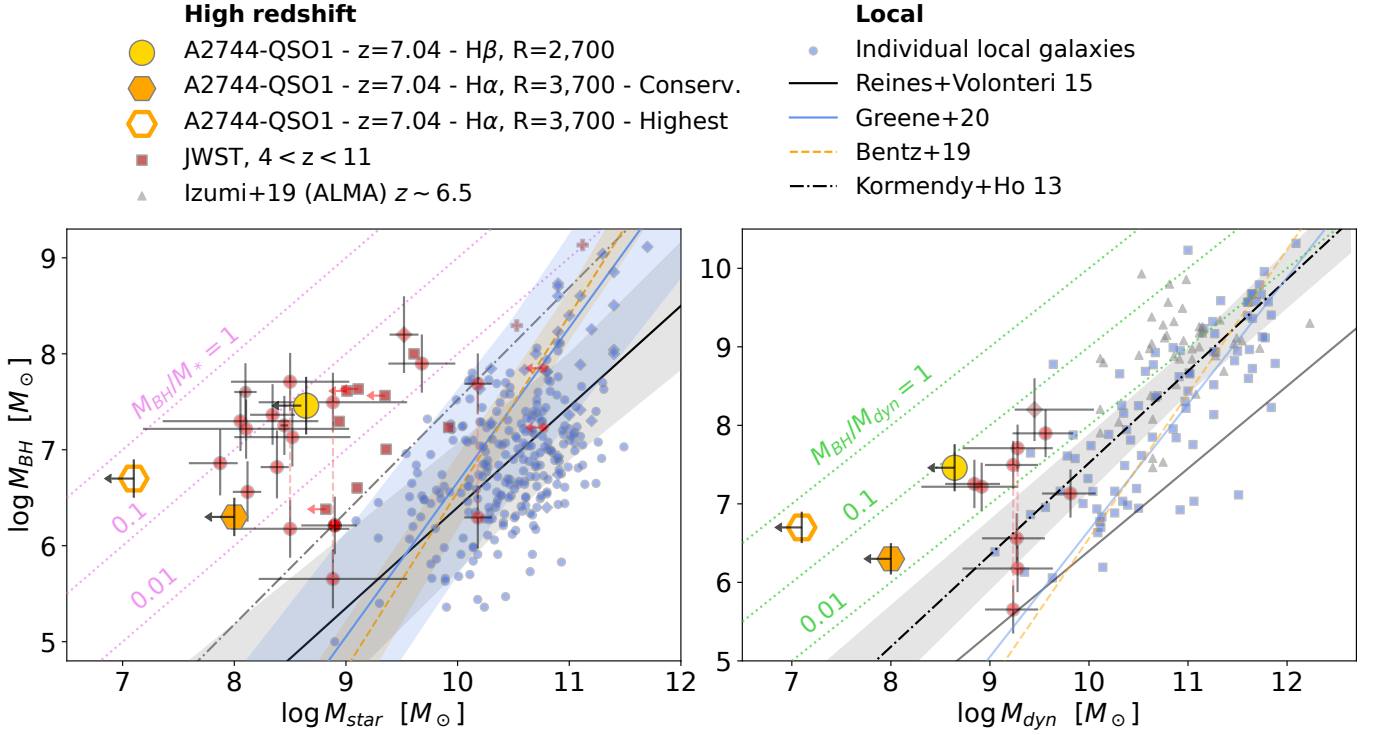 High redshift
A2744-QSO1 - z=7.04 - Hβ, R=2,700
A2744-QSO1 - z=7.04 - Hα, R=3,700 - Conserv.
A2744-QSO1 - z=7.04 - Hα, R=3,700 - Highest
JWST, 4 < z < 11
Izumi+19 (ALMA) z ~ 6.5
Local
Individual local galaxies
Reines+Volonteri 15
Greene+20
Bentz+19
Kormendy+Ho 13
log M_BH [M_⊙]
9
8
7
6
5
M_BH/M_* = 1
0.1
0.01
7 8 9 10 11 12
log M_star [M_⊙]
10
9
8
7
6
5
M_BH/M_dyn = 1
0.1
0.01
7 8 9 10 11 12
log M_dyn [M_⊙]